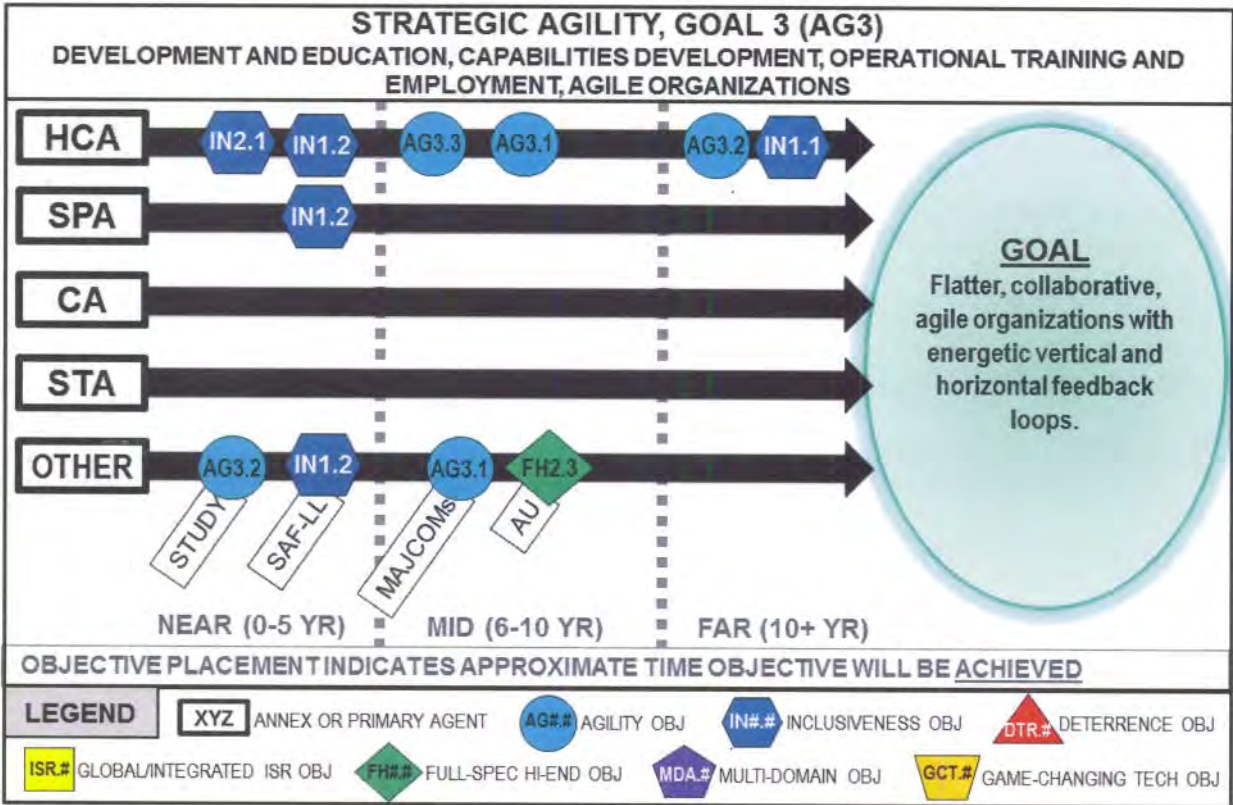 STRATEGIC AGILITY, GOAL 3 (AG3)
DEVELOPMENT AND EDUCATION, CAPABILITIES DEVELOPMENT, OPERATIONAL TRAINING AND
EMPLOYMENT, AGILE ORGANIZATIONS
HCA
IN2.1
IN1.2
AG3.3
AG3.1
AG3.2
IN1.1
SPA
IN1.2
CA
STA
OTHER
AG3.2
IN1.2
AG3.1
FH2.3
STUDY
SAF-LL
MAJCOMs
AU
GOAL
Flatter, collaborative,
agile organizations with
energetic vertical and
horizontal feedback
loops.
NEAR (0-5 YR)
MID (6-10 YR)
FAR (10+ YR)
OBJECTIVE PLACEMENT INDICATES APPROXIMATE TIME OBJECTIVE WILL BE ACHIEVED
LEGEND
XYZ ANNEX OR PRIMARY AGENT
AG#.# AGILITY OBJ
IN#.# INCLUSIVENESS OBJ
DTR.# DETERRENCE OBJ
ISR.# GLOBAL/INTEGRATED ISR OBJ
FH#.# FULL-SPEC HI-END OBJ
MDA.# MULTI-DOMAIN OBJ
GCT.# GAME-CHANGING TECH OBJ